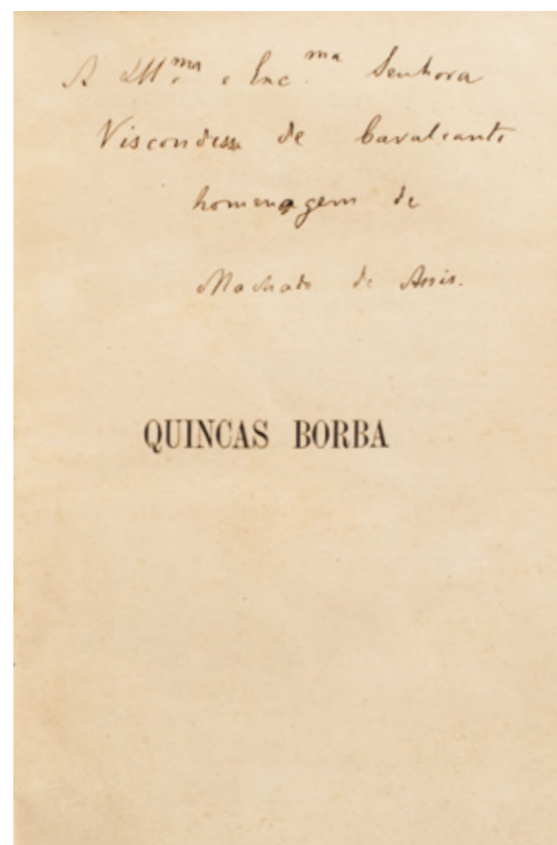 A Ill.ma e Exc.ma Senhora
Viscondessa de Cavalcanti
homenagem de
Machado de Assis.
QUINCAS BORBA